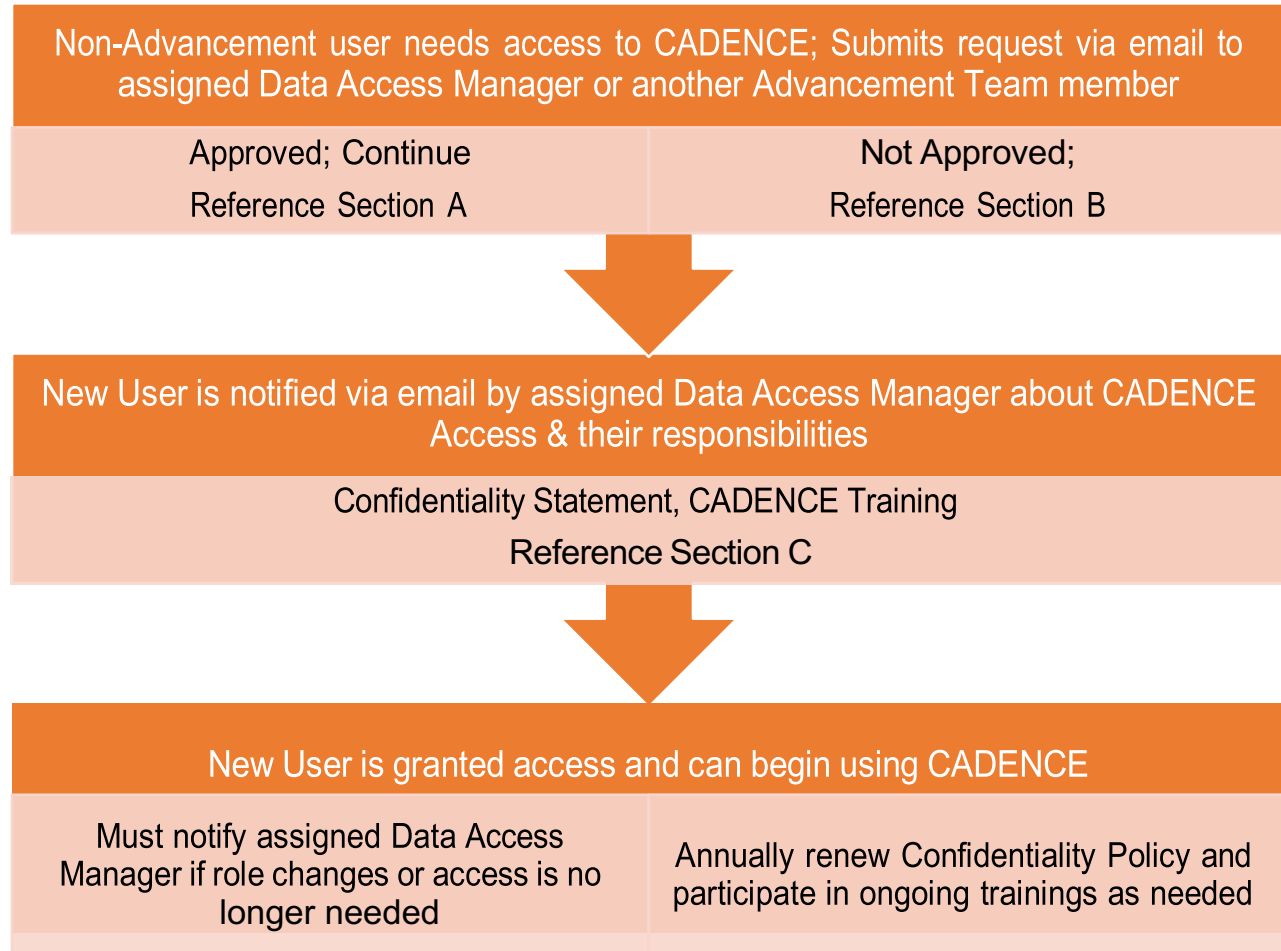 Non-Advancement user needs access to CADENCE; Submits request via email to
assigned Data Access Manager or another Advancement Team member
Approved; Continue
Reference Section A
Not Approved;
Reference Section B
New User is notified via email by assigned Data Access Manager about CADENCE
Access & their responsibilities
Confidentiality Statement, CADENCE Training
Reference Section C
New User is granted access and can begin using CADENCE
Must notify assigned Data Access
Manager if role changes or access is no
longer needed
Annually renew Confidentiality Policy and
participate in ongoing trainings as needed